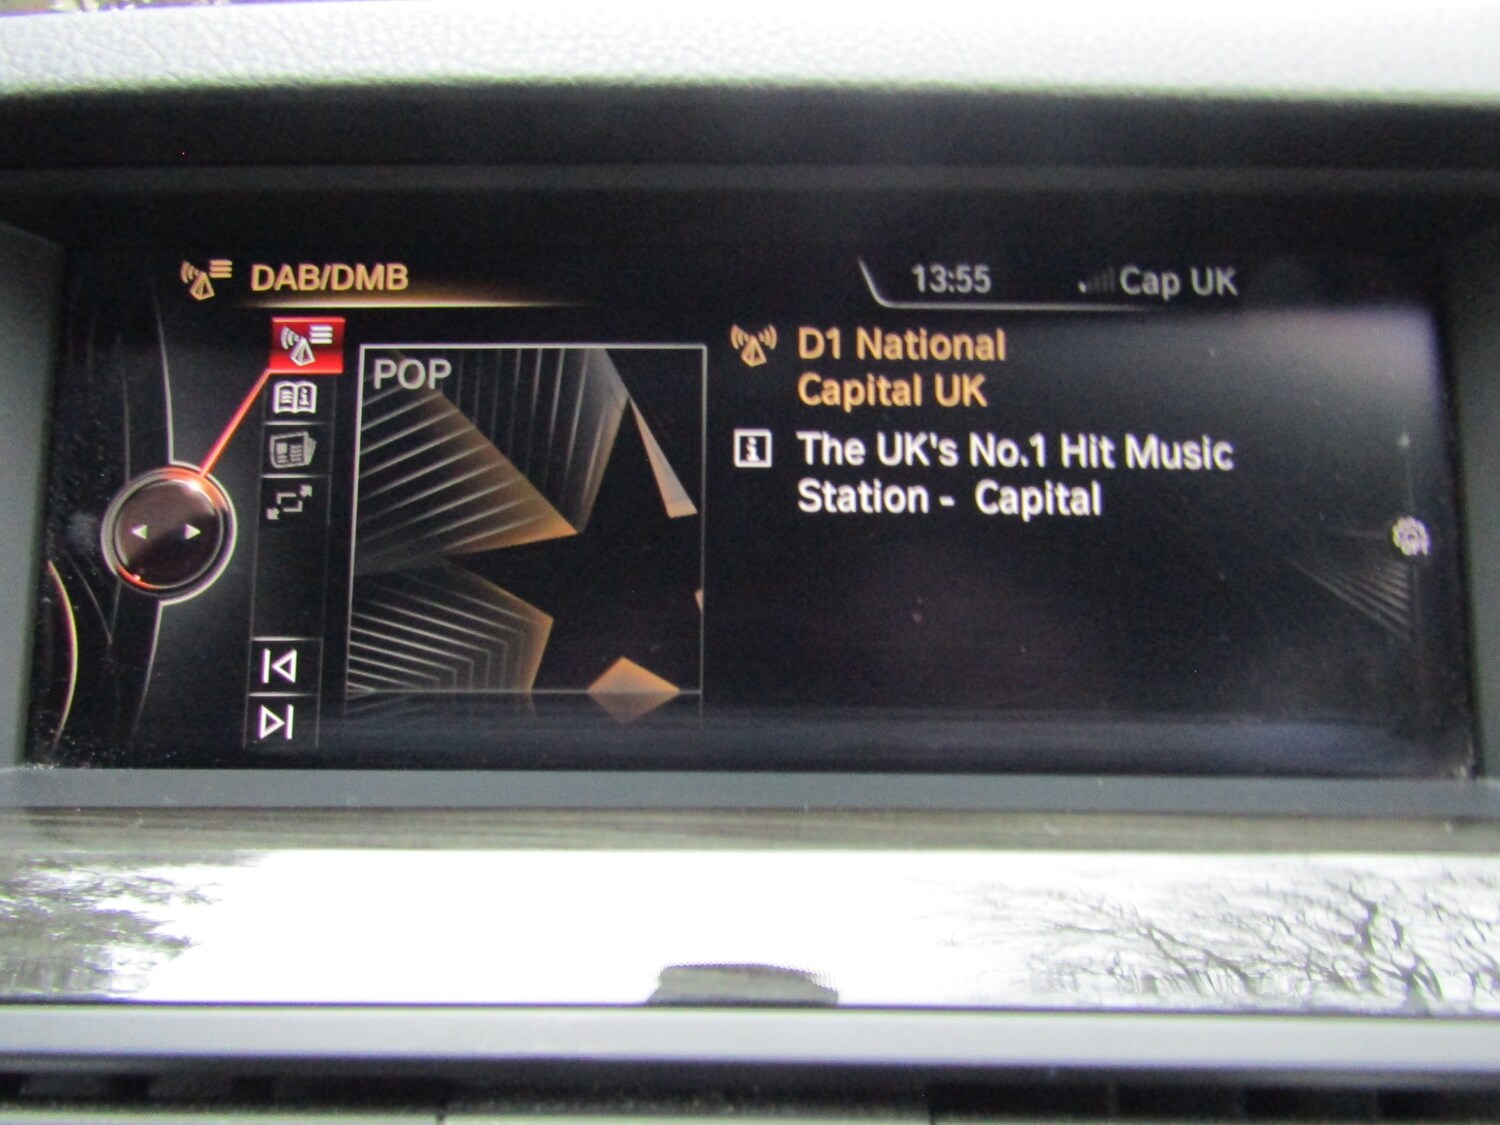 DAB/DMB
13:55
Cap UK
POP
D1 National
Capital UK
The UK's No.1 Hit Music
Station - Capital